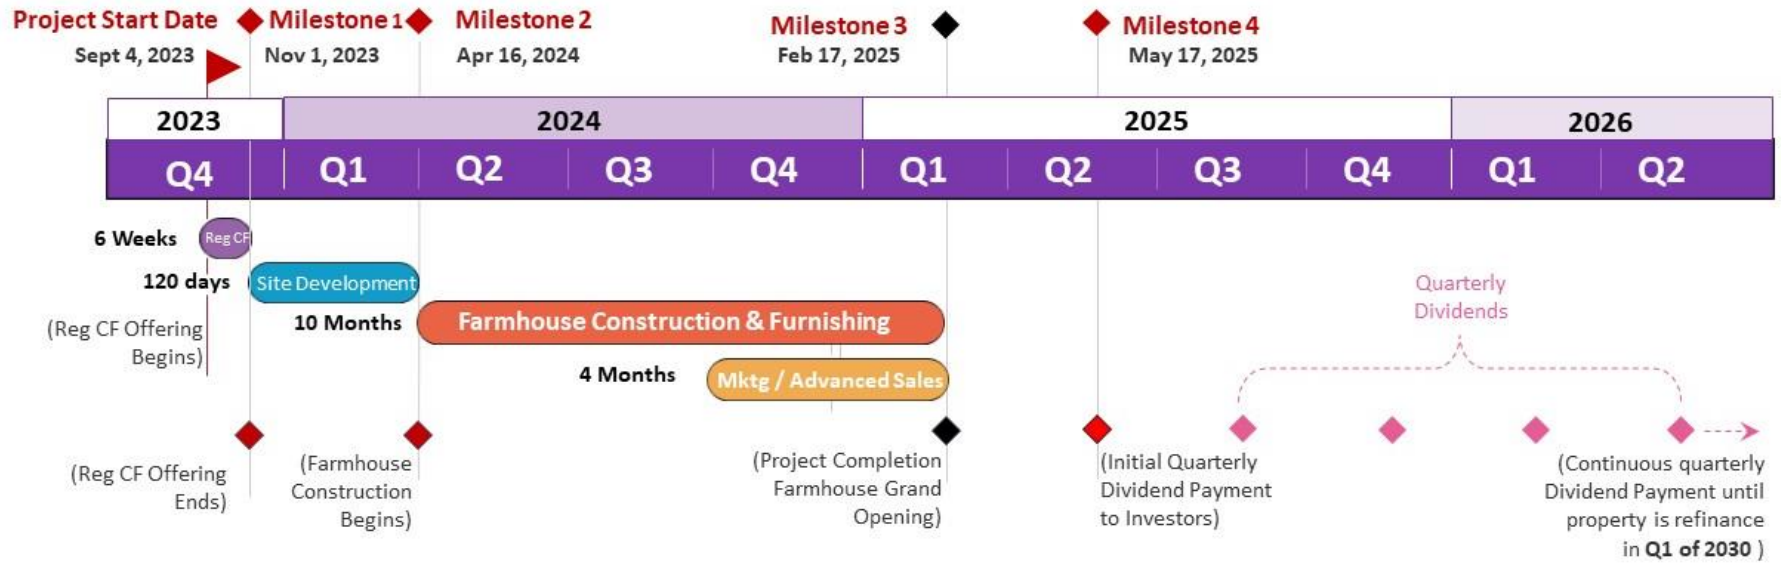 Project Start Date
Sept 4, 2023
Milestone 1
Nov 1, 2023
Milestone 2
Apr 16, 2024
Milestone 3
Feb 17, 2025
Milestone 4
May 17, 2025
2023
2024
2025
2026
Q4
Q1
Q2
Q3
Q4
Q1
Q2
Q3
Q4
Q1
Q2
6 Weeks
Reg CF
120 days
Site Development
(Reg CF Offering
Begins)
10 Months
Farmhouse Construction & Furnishing
4 Months
Mktg / Advanced Sales
Quarterly
Dividends
(Reg CF Offering
Ends)
(Farmhouse
Construction
Begins)
(Project Completion
Farmhouse Grand
Opening)
(Initial Quarterly
Dividend Payment
to Investors)
(Continuous quarterly
Dividend Payment until
property is refinance
in Q1 of 2030 )